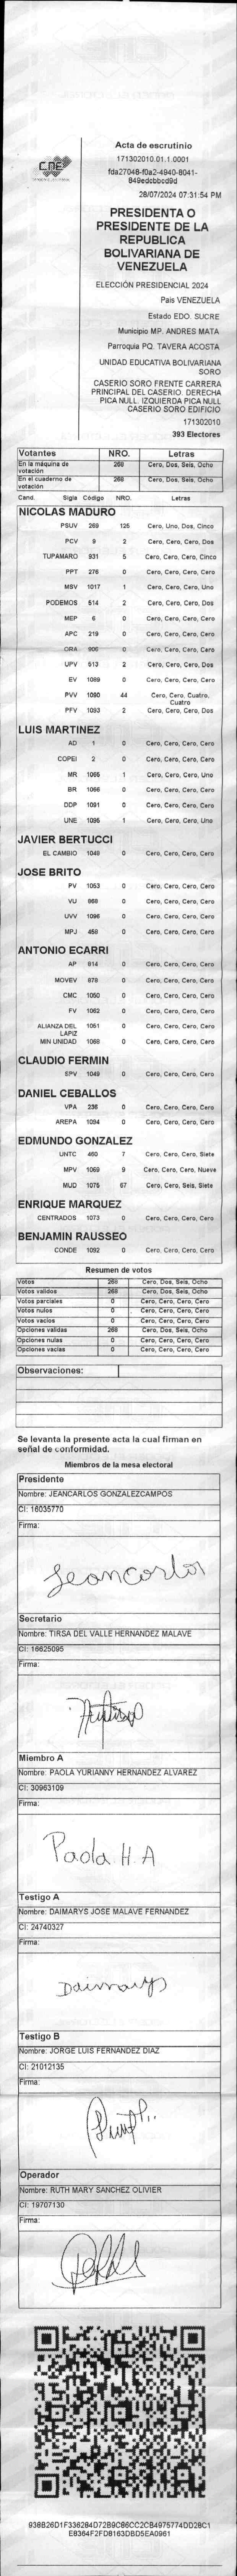 Acta de escrutinio
171302010.01.1.0001
fda27048-f0a2-4940-8041-
849edcbbcd9d
28/07/2024 07:31:54 PM
CNE
PRESIDENTA O
PRESIDENTE DE LA
REPUBLICA
BOLIVARIANA DE
VENEZUELA
ELECCIÓN PRESIDENCIAL 2024
País VENEZUELA
Estado EDO. SUCRE
Municipio MP. ANDRES MATA
Parroquia PQ. TAVERA ACOSTA
UNIDAD EDUCATIVA BOLIVARIANA
SORO
CASERIO SORO FRENTE CARRERA
PRINCIPAL DEL CASERIO. DERECHA
PICA NULL. IZQUIERDA PICA NULL
CASERIO SORO EDIFICIO
171302010
393 Electores
Votantes NRO. Letras
En la máquina de votación 268 Cero, Dos, Seis, Ocho
En el cuaderno de votación 268 Cero, Dos, Seis, Ocho
Cand. Sigla Código NRO. Letras
NICOLAS MADURO
PSUV 269 125 Cero, Uno, Dos, Cinco
PCV 9 2 Cero, Cero, Cero, Dos
TUPAMARO 931 5 Cero, Cero, Cero, Cinco
PPT 276 0 Cero, Cero, Cero, Cero
MSV 1017 1 Cero, Cero, Cero, Uno
PODEMOS 514 2 Cero, Cero, Cero, Dos
MEP 6 0 Cero, Cero, Cero, Cero
APC 219 0 Cero, Cero, Cero, Cero
ORA 906 0 Cero, Cero, Cero, Cero
UPV 513 2 Cero, Cero, Cero, Dos
EV 1089 0 Cero, Cero, Cero, Cero
PVV 1090 44 Cero, Cero, Cuatro,
Cuatro
PFV 1093 2 Cero, Cero, Cero, Dos
LUIS MARTINEZ
AD 1 0 Cero, Cero, Cero, Cero
COPEI 2 0 Cero, Cero, Cero, Cero
MR 1065 1 Cero, Cero, Cero, Uno
BR 1066 0 Cero, Cero, Cero, Cero
DDP 1091 0 Cero, Cero, Cero, Cero
UNE 1095 1 Cero, Cero, Cero, Uno
JAVIER BERTUCCI
EL CAMBIO 1049 0 Cero, Cero, Cero, Cero
JOSE BRITO
PV 1053 0 Cero, Cero, Cero, Cero
VU 868 0 Cero, Cero, Cero, Cero
UVV 1096 0 Cero, Cero, Cero, Cero
MPJ 458 0 Cero, Cero, Cero, Cero
ANTONIO ECARRI
AP 914 0 Cero, Cero, Cero, Cero
MOVEV 878 0 Cero, Cero, Cero, Cero
CMC 1050 0 Cero, Cero, Cero, Cero
FV 1062 0 Cero, Cero, Cero, Cero
ALIANZA DEL 1051 0 Cero, Cero, Cero, Cero
LAPIZ
MIN UNIDAD 1068 0 Cero, Cero, Cero, Cero
CLAUDIO FERMIN
SPV 1048 0 Cero, Cero, Cero, Cero
DANIEL CEBALLOS
VPA 236 0 Cero, Cero, Cero, Cero
AREPA 1094 0 Cero, Cero, Cero, Cero
EDMUNDO GONZALEZ
UNTC 460 7 Cero, Cero, Cero, Siete
MPV 1069 9 Cero, Cero, Cero, Nueve
MUD 1075 67 Cero, Cero, Seis, Siete
ENRIQUE MARQUEZ
CENTRADOS 1073 0 Cero, Cero, Cero, Cero
BENJAMIN RAUSSEO
CONDE 1092 0 Cero, Cero, Cero, Cero
Resumen de votos
Votos 268 Cero, Dos, Seis, Ocho
Votos validos 268 Cero, Dos, Seis, Ocho
Votos parciales 0 Cero, Cero, Cero, Cero
Votos nulos 0 Cero, Cero, Cero, Cero
Votos vacíos 0 Cero, Cero, Cero, Cero
Opciones validas 268 Cero, Dos, Seis, Ocho
Opciones nulas 0 Cero, Cero, Cero, Cero
Opciones vacías 0 Cero, Cero, Cero, Cero
Observaciones:
Se levanta la presente acta la cual firman en
señal de conformidad.
Miembros de la mesa electoral
Presidente
Nombre: JEANCARLOS GONZALEZCAMPOS
CI: 16035770
Firma:
Jeancarlos
Secretario
Nombre: TIRSA DEL VALLE HERNANDEZ MALAVE
CI: 16625095
Firma:
Miembro A
Nombre: PAOLA YURIANNY HERNANDEZ ALVAREZ
CI: 30963109
Firma:
Paola. H. A
Testigo A
Nombre: DAIMARYS JOSE MALAVE FERNANDEZ
CI: 24740327
Firma:
Daimarys
Testigo B
Nombre: JORGE LUIS FERNANDEZ DIAZ
CI: 21012135
Firma:
Operador
Nombre: RUTH MARY SANCHEZ OLIVIER
CI: 19707130
Firma:
938B26D1F336284D72B9C86CC2CB4975774DD28C1
E8364F2FD8163DBD5EA0961